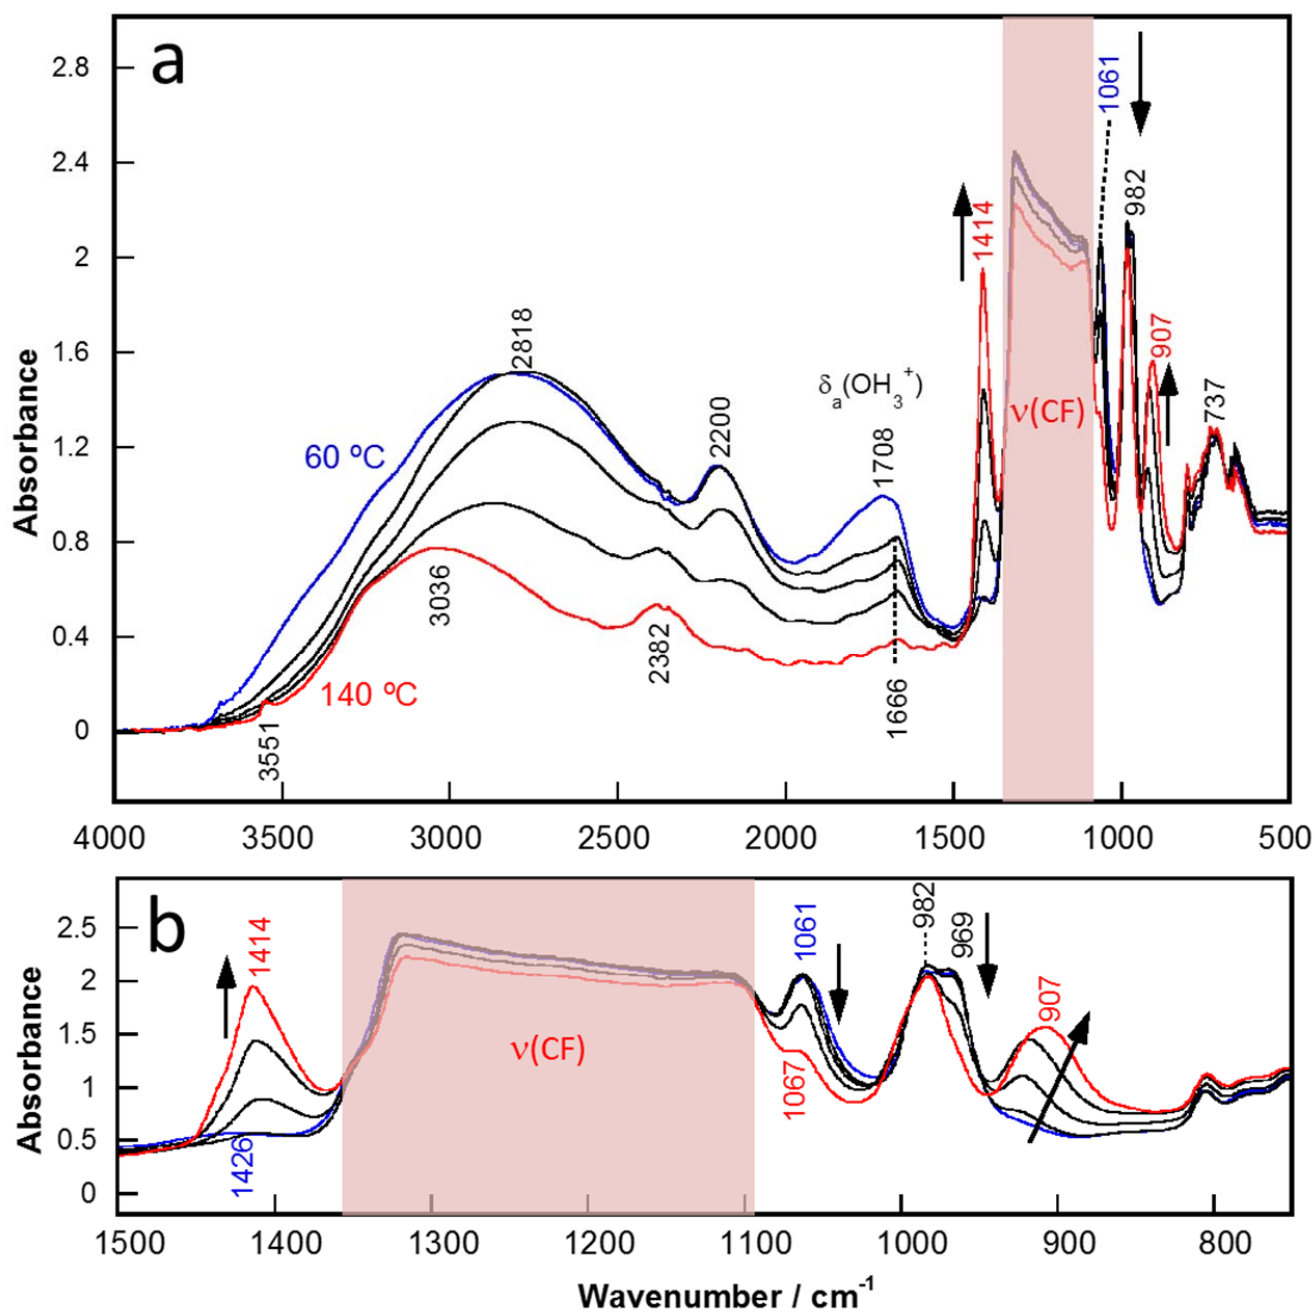 a
Absorbance
2.8
2.4
2
1.6
1.2
0.8
0.4
0
60 ºC
140 ºC
3551
2818
3036
2200
2382
δa(OH3+)
1708
1666
1414
ν(CF)
1061
982
907
737
4000 3500 3000 2500 2000 1500 1000 500
b
Absorbance
2.5
2
1.5
1
0.5
0
1414
1426
ν(CF)
1061
1067
982
969
907
1500 1400 1300 1200 1100 1000 900 800
Wavenumber / cm-1